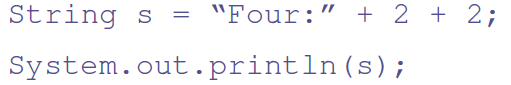 String s = “Four:” + 2 + 2;
System.out.println(s);